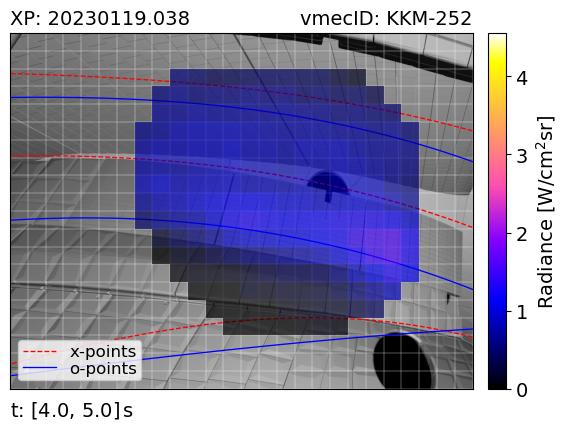 XP: 20230119.038 vmecID: KKM-252
4
3
2
1
0
Radiance [W/cm²sr]
x-points
o-points
t: [4.0, 5.0]s